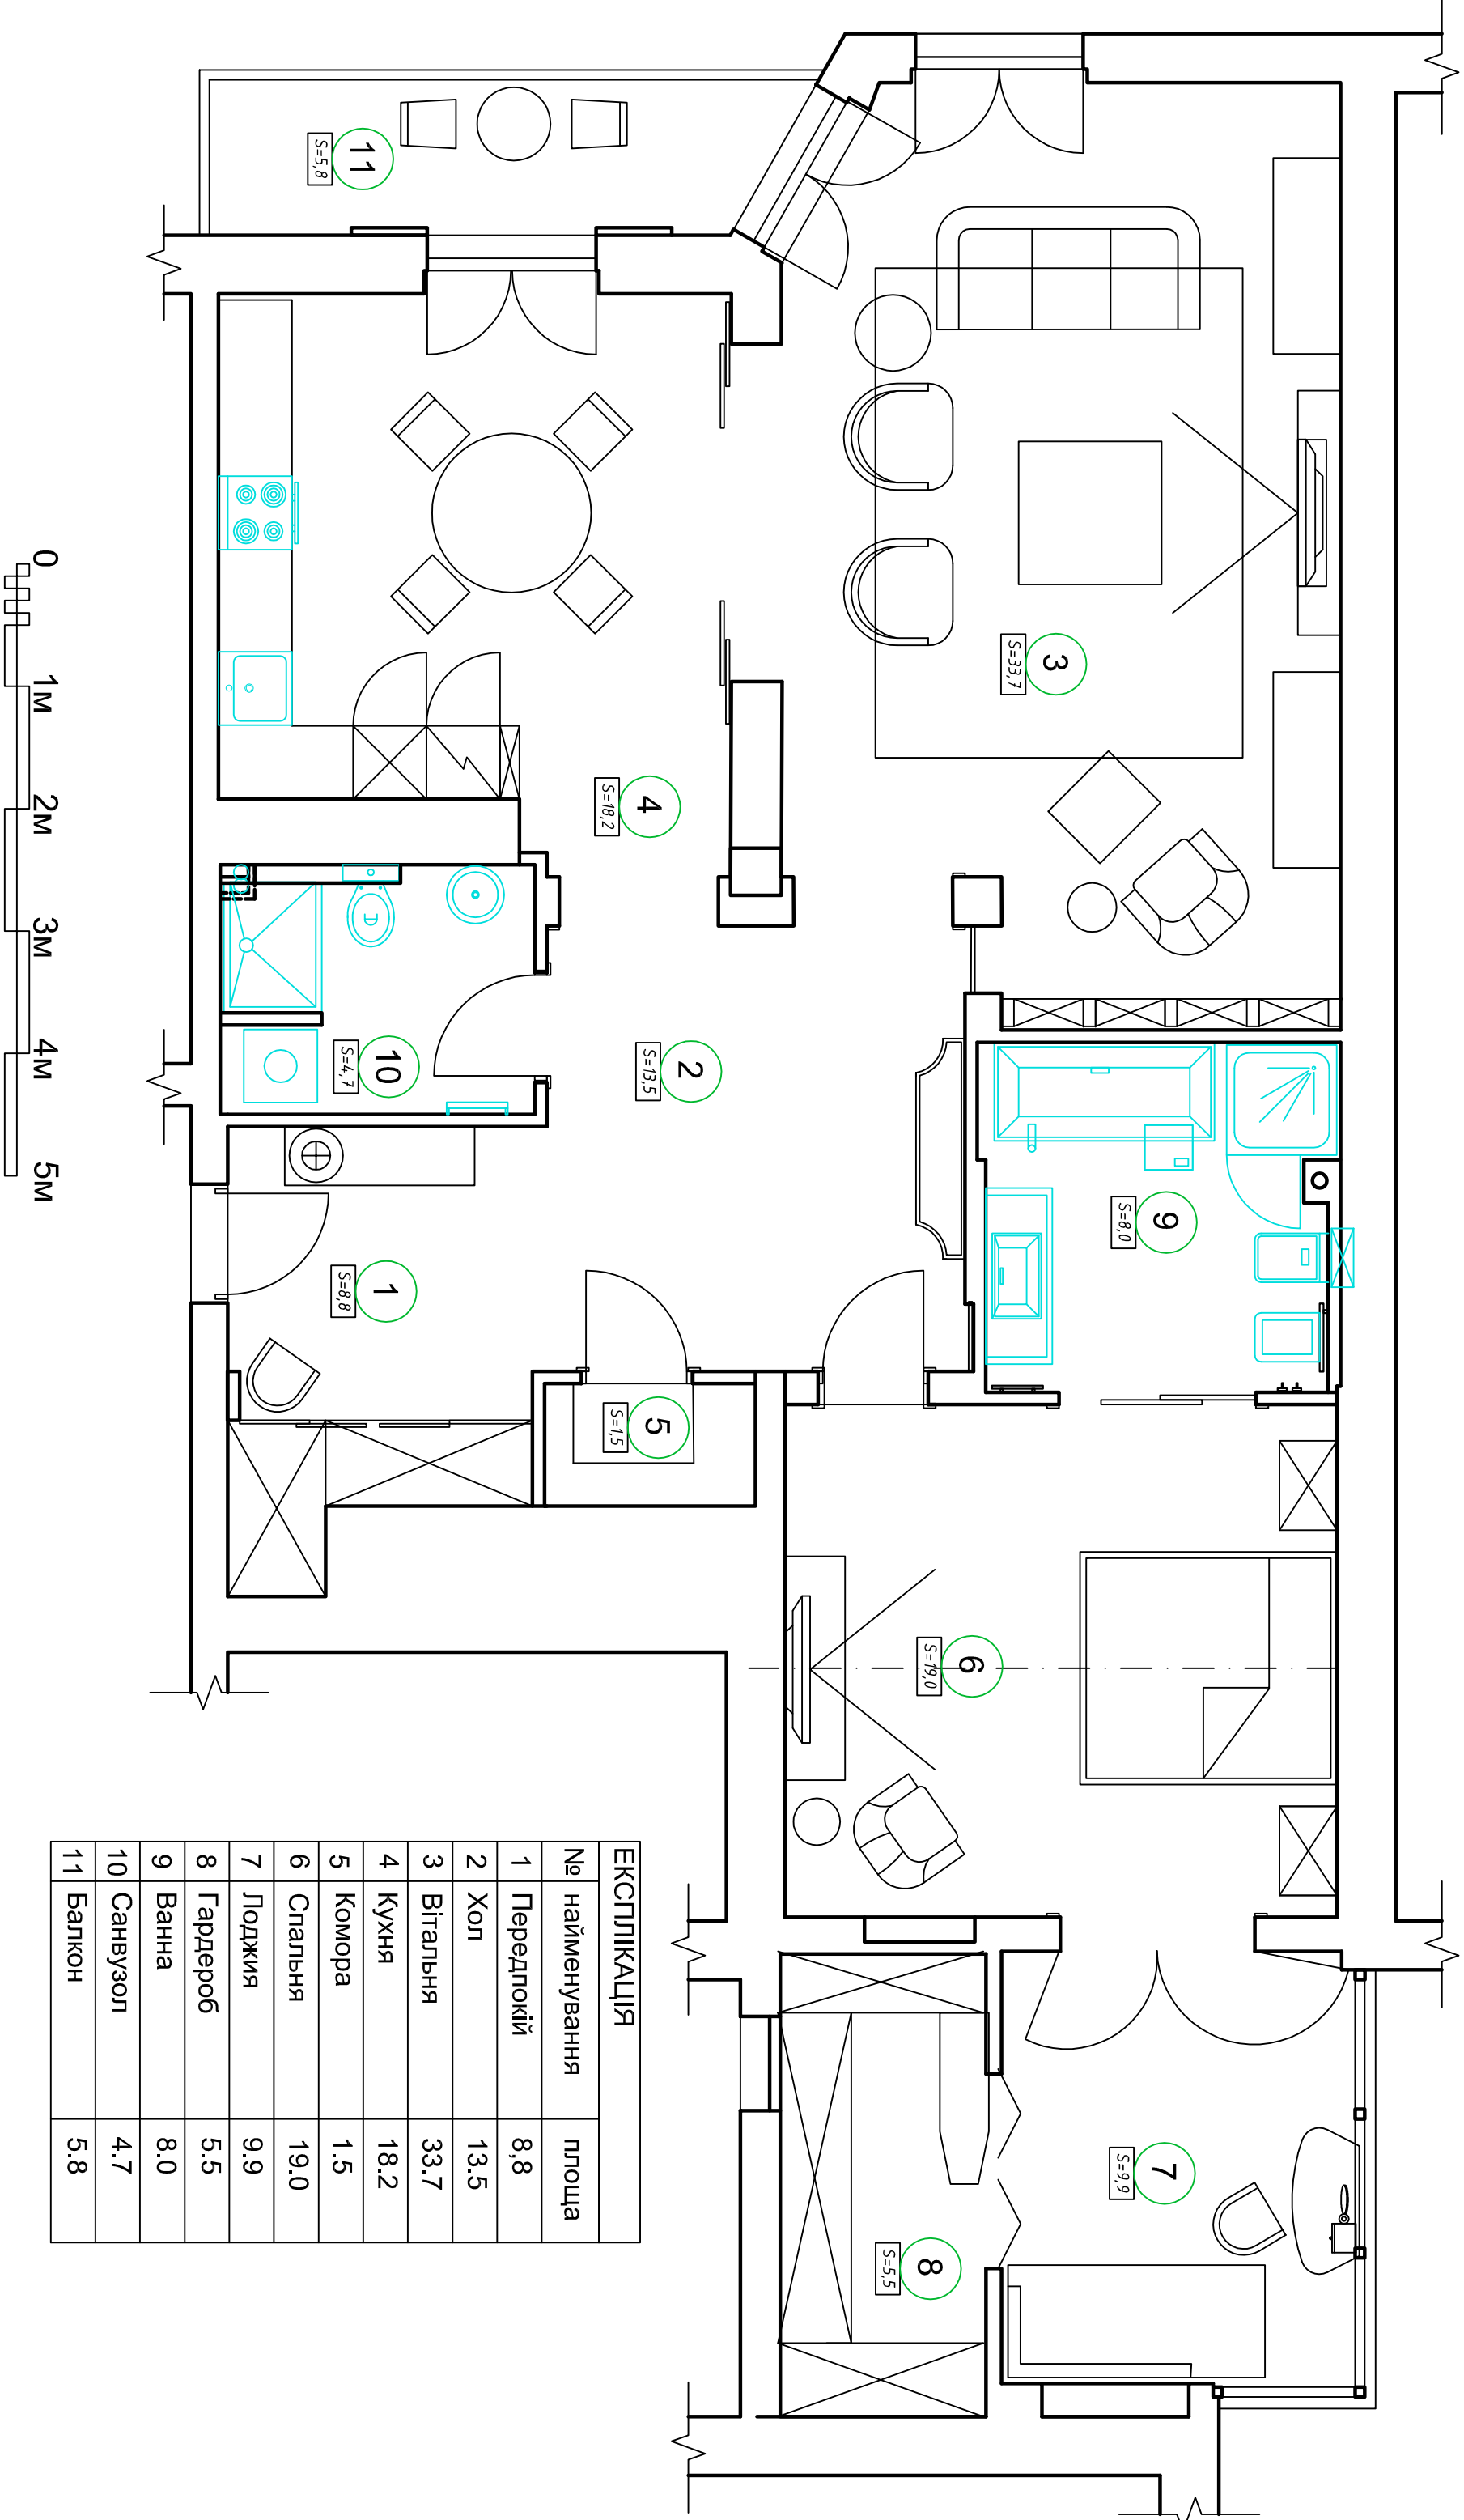 3
S=33,7
9
S=8,0
7
S=9,9
6
S=19,0
8
S=5,5
4
S=18,2
2
S=13,5
5
S=1,5
11
S=5,8
10
S=4,7
1
S=8,8
ЕКСПЛІКАЦІЯ
№ найменування площа
1 Передпокій 8,8
2 Хол 13.5
3 Вітальня 33.7
4 Кухня 18.2
5 Комора 1.5
6 Спальня 19.0
7 Лоджия 9.9
8 Гардероб 5.5
9 Ванна 8.0
10 Санвузол 4.7
11 Балкон 5.8
0 1м 2м 3м 4м 5м